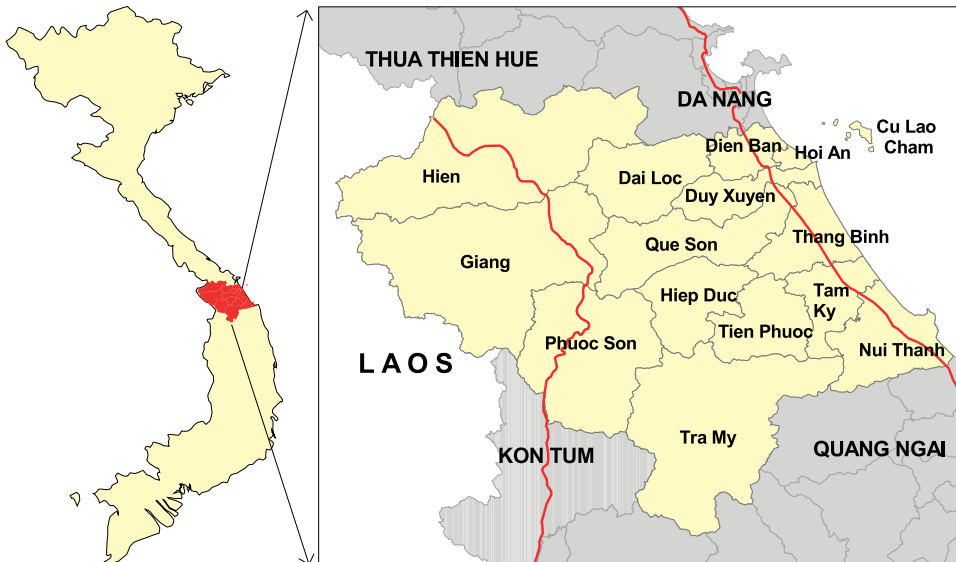 THUA THIEN HUE
DA NANG
Cu Lao
Cham
Dien Ban
Hoi An
Hien
Dai Loc
Duy Xuyen
Que Son
Thang Binh
Giang
Hiep Duc
Tam
Ky
Tien Phuoc
Phuoc Son
Nui Thanh
LAOS
Tra My
KON TUM
QUANG NGAI